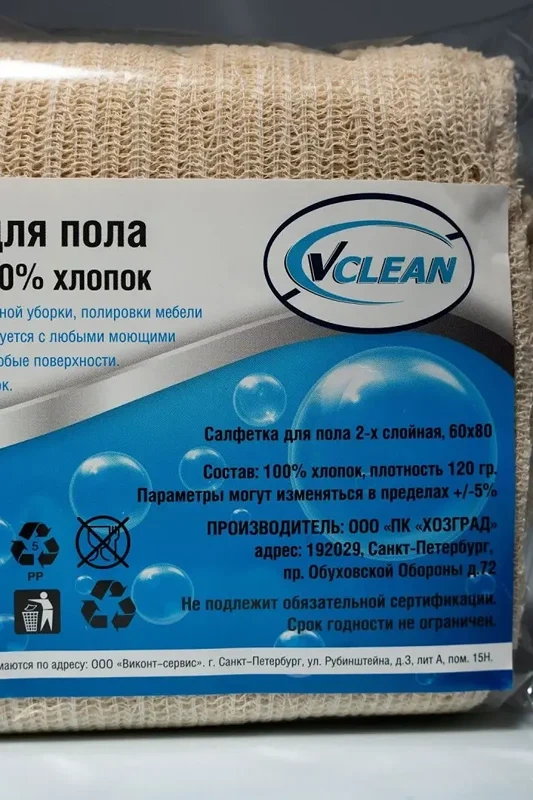 для пола
0% хлопок
ной уборки, полировки мебели
уется с любыми моющими
юбые поверхности.
ок.
VCLEAN
Салфетка для пола 2-х слойная, 60х80
Состав: 100% хлопок, плотность 120 гр.
Параметры могут изменяться в пределах +/-5%
ПРОИЗВОДИТЕЛЬ: ООО «ПК «ХОЗГРАД»
адрес: 192029, Санкт-Петербург,
пр. Обуховской Обороны д.72
5
PP
Не подлежит обязательной сертификации.
Срок годности не ограничен.
маются по адресу: ООО «Виконт-сервис». г. Санкт-Петербург, ул. Рубинштейна, д.3, лит А, пом. 15Н.